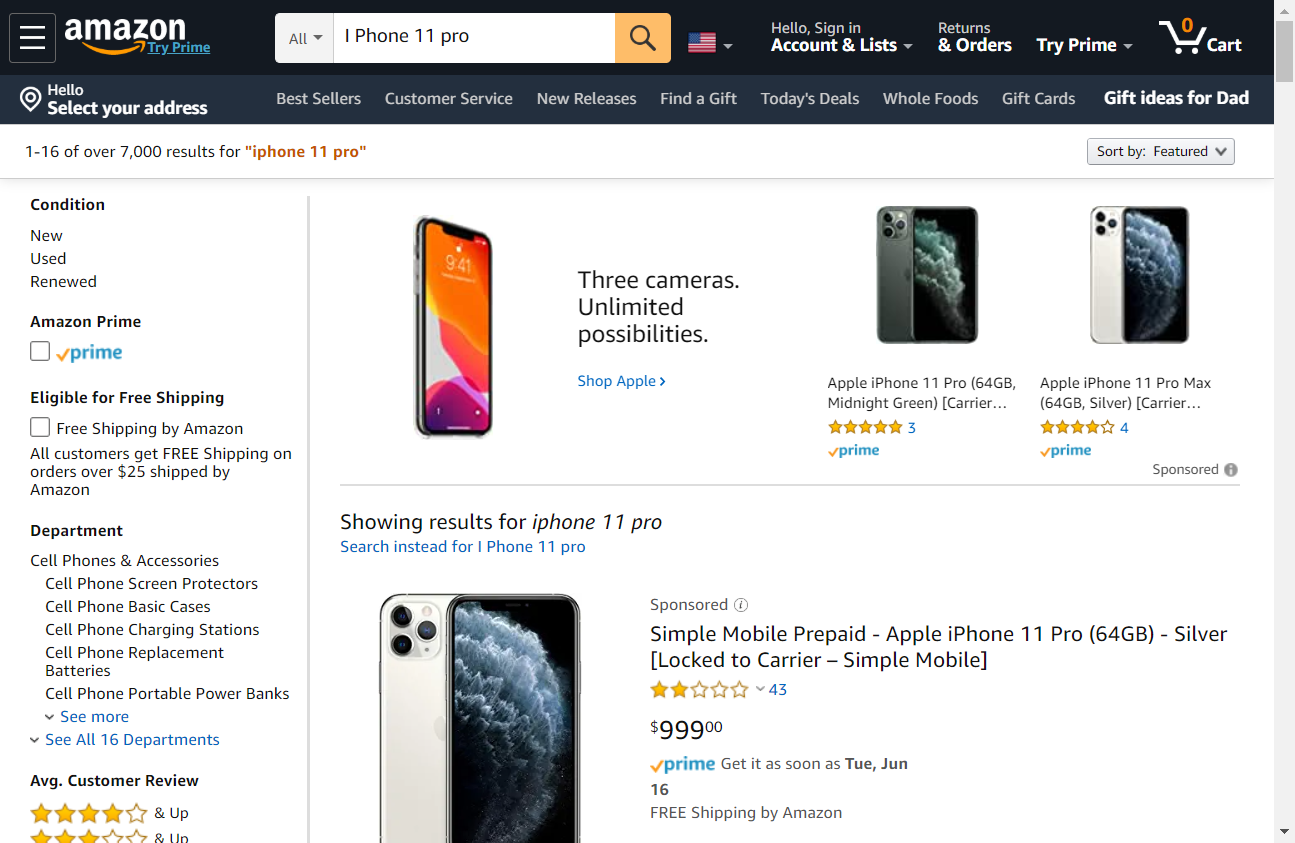 amazon
Try Prime
All
I Phone 11 pro
Hello, Sign in
Account & Lists
Returns
& Orders
Try Prime
0
Cart
Hello
Select your address
Best Sellers
Customer Service
New Releases
Find a Gift
Today's Deals
Whole Foods
Gift Cards
Gift ideas for Dad
1-16 of over 7,000 results for "iphone 11 pro"
Sort by: Featured
Condition
New
Used
Renewed
Amazon Prime
prime
Eligible for Free Shipping
Free Shipping by Amazon
All customers get FREE Shipping on
orders over $25 shipped by
Amazon
Department
Cell Phones & Accessories
Cell Phone Screen Protectors
Cell Phone Basic Cases
Cell Phone Charging Stations
Cell Phone Replacement
Batteries
Cell Phone Portable Power Banks
See more
See All 16 Departments
Avg. Customer Review
& Up
& Up
9:41
Three cameras.
Unlimited
possibilities.
Shop Apple ›
Apple iPhone 11 Pro (64GB,
Midnight Green) [Carrier…
3
prime
Apple iPhone 11 Pro Max
(64GB, Silver) [Carrier…
4
prime
Sponsored
Showing results for iphone 11 pro
Search instead for I Phone 11 pro
Sponsored
Simple Mobile Prepaid - Apple iPhone 11 Pro (64GB) - Silver
[Locked to Carrier – Simple Mobile]
43
$99900
prime Get it as soon as Tue, Jun
16
FREE Shipping by Amazon